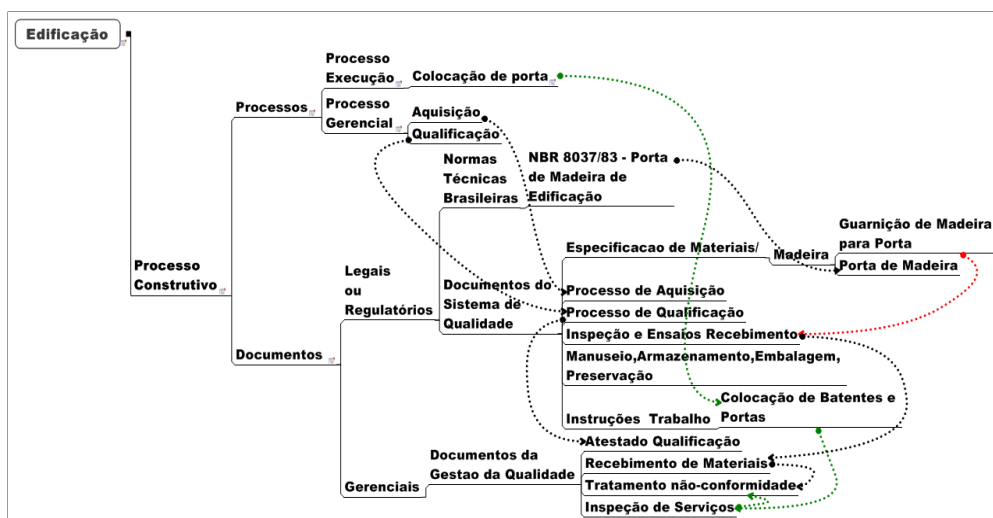 Edificação
Processo
Execução
Colocação de porta
Processos
Processo
Gerencial
Aquisição
Qualificação
Normas
Técnicas
Brasileiras
NBR 8037/83 - Porta
de Madeira de
Edificação
Guarnição de Madeira
para Porta
Especificacao de Materiais/
Madeira
Porta de Madeira
Processo
Construtivo
Legais
ou
Regulatórios
Documentos do
Sistema de
Qualidade
Processo de Aquisição
Processo de Qualificação
Inspeção e Ensaios Recebimento
Documentos
Manuseio,Armazenamento,Embalagem,
Preservação
Colocação de Batentes e
Portas
Instruções Trabalho
Atestado Qualificação
Documentos da
Gestao da Qualidade
Recebimento de Materiais
Gerenciais
Tratamento não-conformidade
Inspeção de Serviços